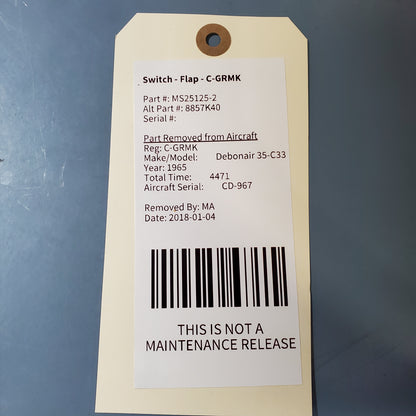 Switch - Flap - C-GRMK
Part #: MS25125-2
Alt Part #: 8857K40
Serial #:
Part Removed from Aircraft
Reg: C-GRMK
Make/Model: Debonair 35-C33
Year: 1965
Total Time: 4471
Aircraft Serial: CD-967
Removed By: MA
Date: 2018-01-04
THIS IS NOT A
MAINTENANCE RELEASE